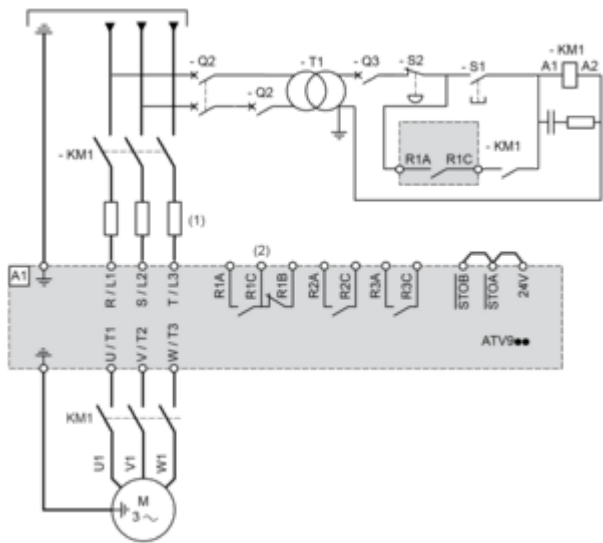 - Q2
- T1
- Q3
- S2
- S1
- KM1
A1
A2
- Q2
- KM1
R1A
R1C
- KM1
(1)
(2)
A1
R / L1
S / L2
T / L3
R1A
R1C
R1B
R2A
R2C
R3A
R3C
STOB
STOA
24V
U / T1
V / T2
W / T3
ATV9●●
KM1
U1
V1
W1
M
3 ~